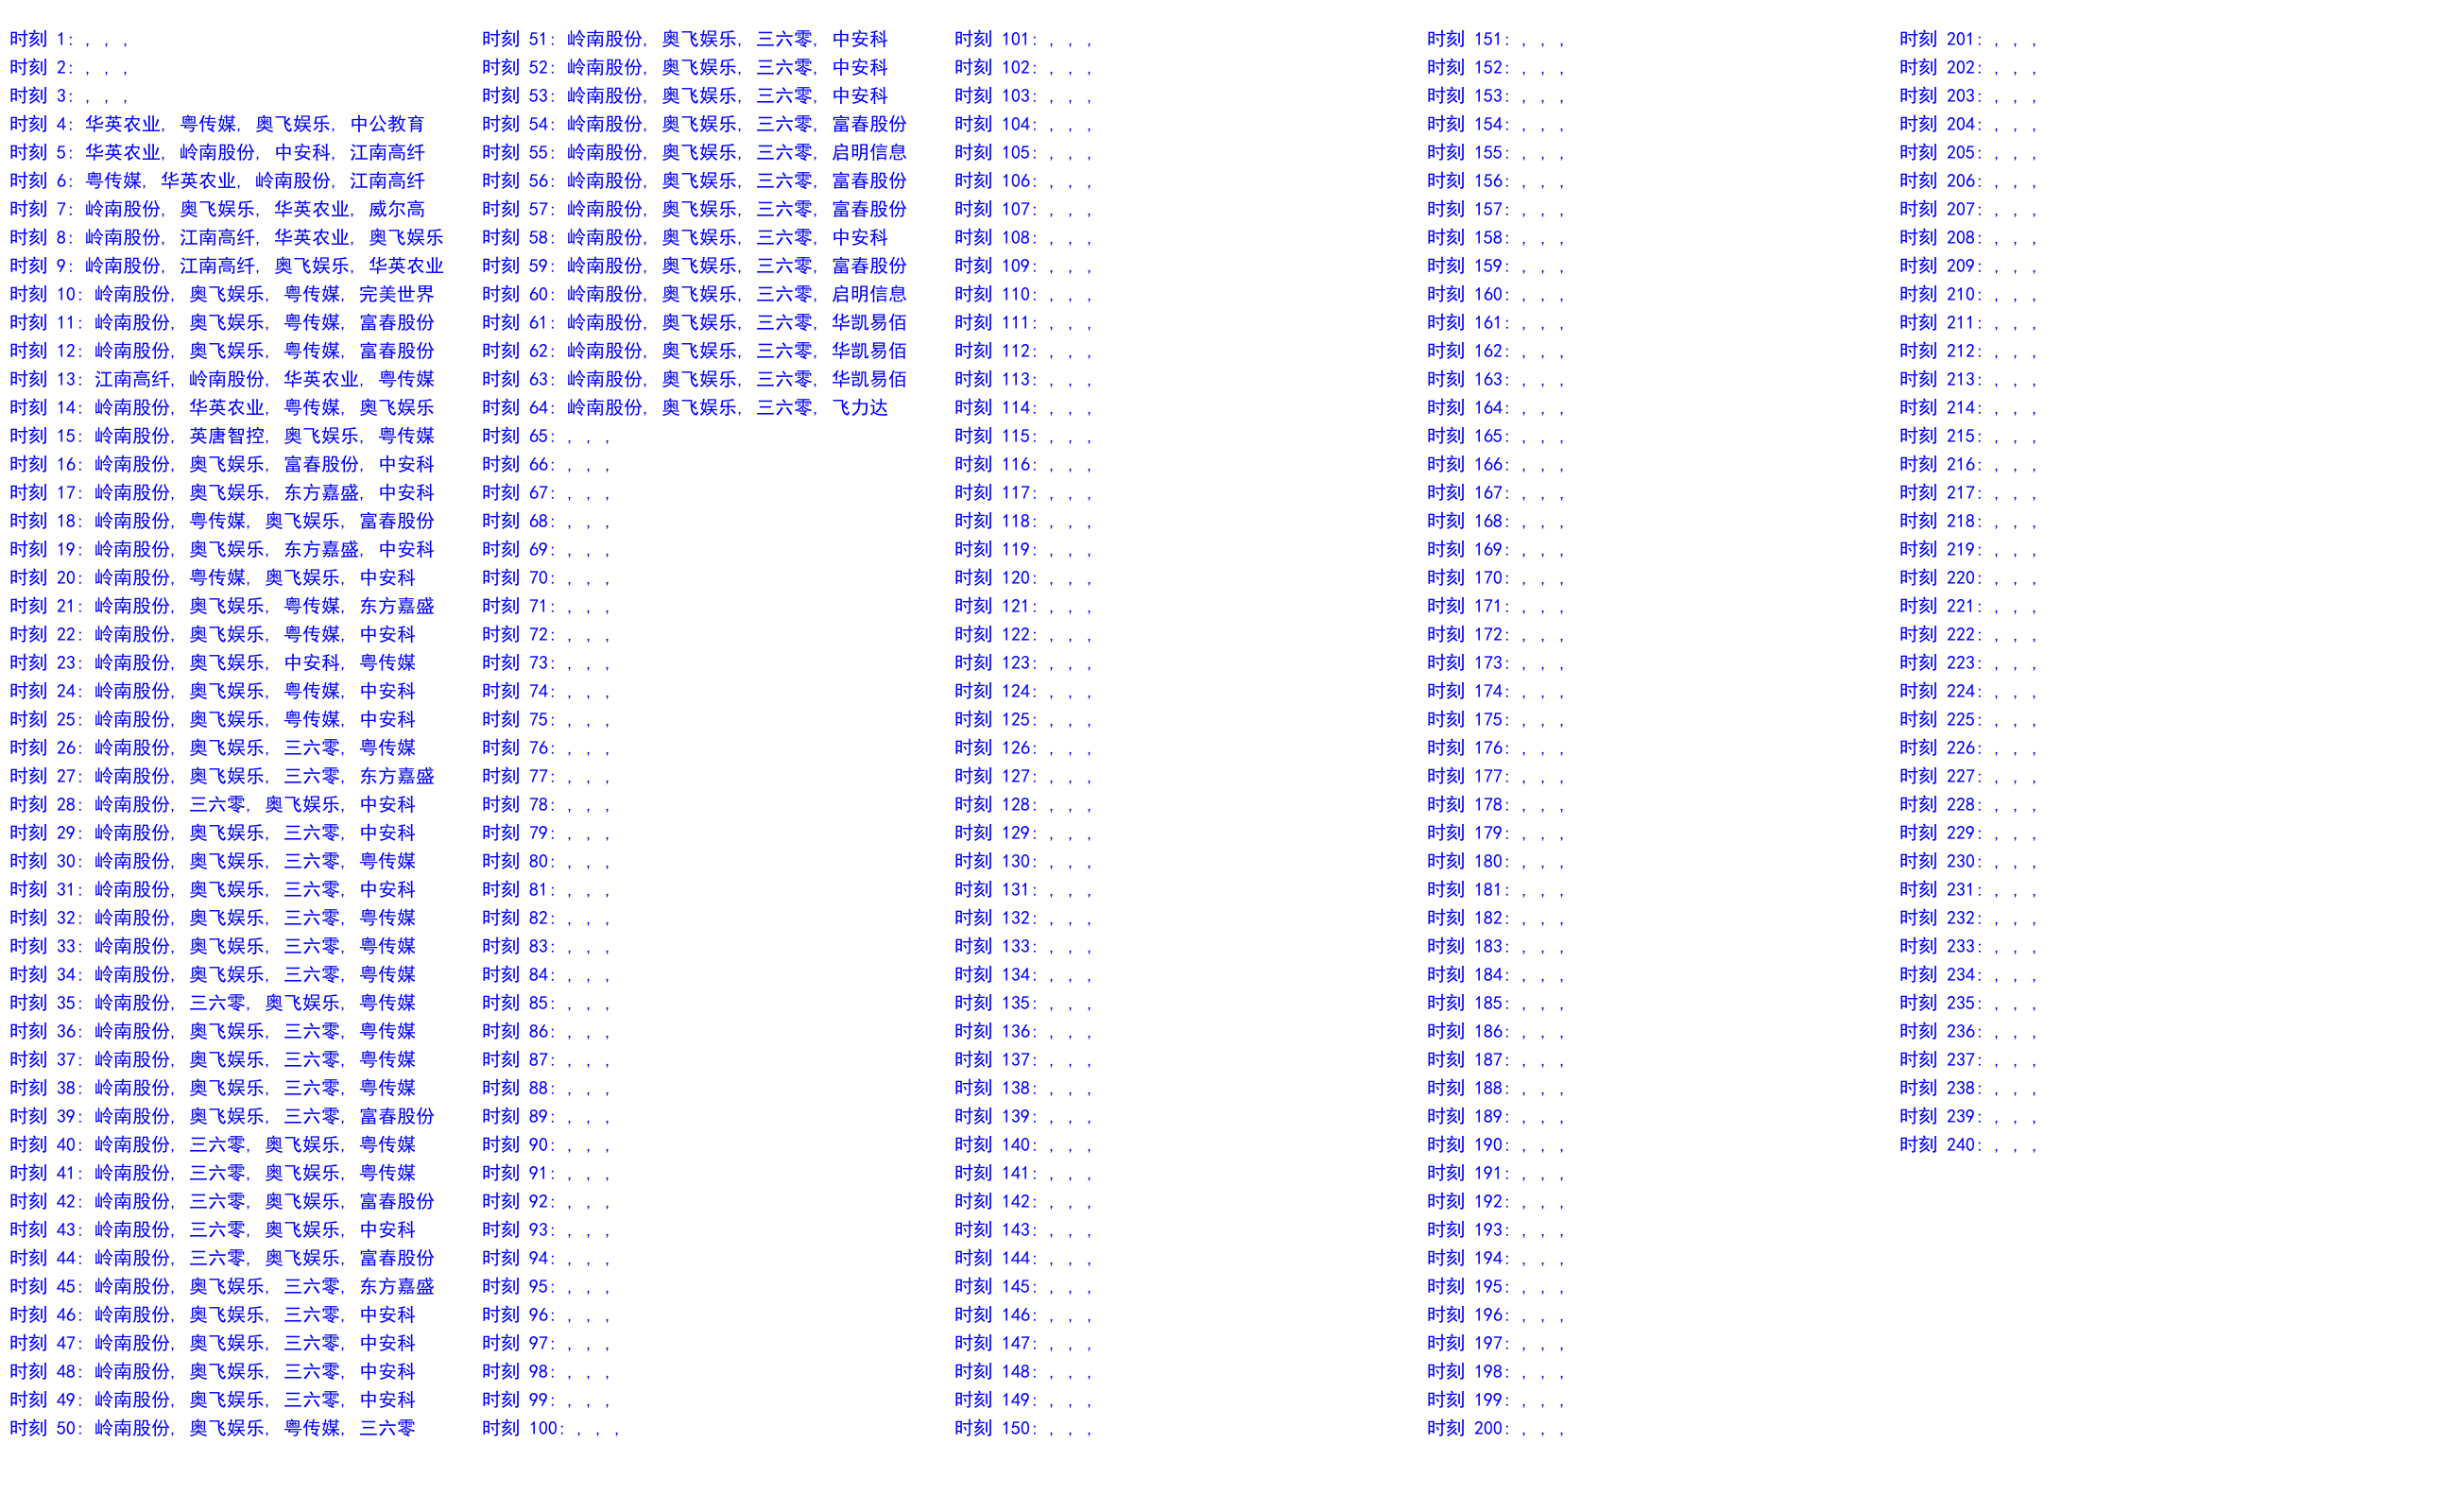 时刻 1: , , ,
时刻 2: , , ,
时刻 3: , , ,
时刻 4: 华英农业, 粤传媒, 奥飞娱乐, 中公教育
时刻 5: 华英农业, 岭南股份, 中安科, 江南高纤
时刻 6: 粤传媒, 华英农业, 岭南股份, 江南高纤
时刻 7: 岭南股份, 奥飞娱乐, 华英农业, 威尔高
时刻 8: 岭南股份, 江南高纤, 华英农业, 奥飞娱乐
时刻 9: 岭南股份, 江南高纤, 奥飞娱乐, 华英农业
时刻 10: 岭南股份, 奥飞娱乐, 粤传媒, 完美世界
时刻 11: 岭南股份, 奥飞娱乐, 粤传媒, 富春股份
时刻 12: 岭南股份, 奥飞娱乐, 粤传媒, 富春股份
时刻 13: 江南高纤, 岭南股份, 华英农业, 粤传媒
时刻 14: 岭南股份, 华英农业, 粤传媒, 奥飞娱乐
时刻 15: 岭南股份, 英唐智控, 奥飞娱乐, 粤传媒
时刻 16: 岭南股份, 奥飞娱乐, 富春股份, 中安科
时刻 17: 岭南股份, 奥飞娱乐, 东方嘉盛, 中安科
时刻 18: 岭南股份, 粤传媒, 奥飞娱乐, 富春股份
时刻 19: 岭南股份, 奥飞娱乐, 东方嘉盛, 中安科
时刻 20: 岭南股份, 粤传媒, 奥飞娱乐, 中安科
时刻 21: 岭南股份, 奥飞娱乐, 粤传媒, 东方嘉盛
时刻 22: 岭南股份, 奥飞娱乐, 粤传媒, 中安科
时刻 23: 岭南股份, 奥飞娱乐, 中安科, 粤传媒
时刻 24: 岭南股份, 奥飞娱乐, 粤传媒, 中安科
时刻 25: 岭南股份, 奥飞娱乐, 粤传媒, 中安科
时刻 26: 岭南股份, 奥飞娱乐, 三六零, 粤传媒
时刻 27: 岭南股份, 奥飞娱乐, 三六零, 东方嘉盛
时刻 28: 岭南股份, 三六零, 奥飞娱乐, 中安科
时刻 29: 岭南股份, 奥飞娱乐, 三六零, 中安科
时刻 30: 岭南股份, 奥飞娱乐, 三六零, 粤传媒
时刻 31: 岭南股份, 奥飞娱乐, 三六零, 中安科
时刻 32: 岭南股份, 奥飞娱乐, 三六零, 粤传媒
时刻 33: 岭南股份, 奥飞娱乐, 三六零, 粤传媒
时刻 34: 岭南股份, 奥飞娱乐, 三六零, 粤传媒
时刻 35: 岭南股份, 三六零, 奥飞娱乐, 粤传媒
时刻 36: 岭南股份, 奥飞娱乐, 三六零, 粤传媒
时刻 37: 岭南股份, 奥飞娱乐, 三六零, 粤传媒
时刻 38: 岭南股份, 奥飞娱乐, 三六零, 粤传媒
时刻 39: 岭南股份, 奥飞娱乐, 三六零, 富春股份
时刻 40: 岭南股份, 三六零, 奥飞娱乐, 粤传媒
时刻 41: 岭南股份, 三六零, 奥飞娱乐, 粤传媒
时刻 42: 岭南股份, 三六零, 奥飞娱乐, 富春股份
时刻 43: 岭南股份, 三六零, 奥飞娱乐, 中安科
时刻 44: 岭南股份, 三六零, 奥飞娱乐, 富春股份
时刻 45: 岭南股份, 奥飞娱乐, 三六零, 东方嘉盛
时刻 46: 岭南股份, 奥飞娱乐, 三六零, 中安科
时刻 47: 岭南股份, 奥飞娱乐, 三六零, 中安科
时刻 48: 岭南股份, 奥飞娱乐, 三六零, 中安科
时刻 49: 岭南股份, 奥飞娱乐, 三六零, 中安科
时刻 50: 岭南股份, 奥飞娱乐, 粤传媒, 三六零
时刻 51: 岭南股份, 奥飞娱乐, 三六零, 中安科
时刻 52: 岭南股份, 奥飞娱乐, 三六零, 中安科
时刻 53: 岭南股份, 奥飞娱乐, 三六零, 中安科
时刻 54: 岭南股份, 奥飞娱乐, 三六零, 富春股份
时刻 55: 岭南股份, 奥飞娱乐, 三六零, 启明信息
时刻 56: 岭南股份, 奥飞娱乐, 三六零, 富春股份
时刻 57: 岭南股份, 奥飞娱乐, 三六零, 富春股份
时刻 58: 岭南股份, 奥飞娱乐, 三六零, 中安科
时刻 59: 岭南股份, 奥飞娱乐, 三六零, 富春股份
时刻 60: 岭南股份, 奥飞娱乐, 三六零, 启明信息
时刻 61: 岭南股份, 奥飞娱乐, 三六零, 华凯易佰
时刻 62: 岭南股份, 奥飞娱乐, 三六零, 华凯易佰
时刻 63: 岭南股份, 奥飞娱乐, 三六零, 华凯易佰
时刻 64: 岭南股份, 奥飞娱乐, 三六零, 飞力达
时刻 65: , , ,
时刻 66: , , ,
时刻 67: , , ,
时刻 68: , , ,
时刻 69: , , ,
时刻 70: , , ,
时刻 71: , , ,
时刻 72: , , ,
时刻 73: , , ,
时刻 74: , , ,
时刻 75: , , ,
时刻 76: , , ,
时刻 77: , , ,
时刻 78: , , ,
时刻 79: , , ,
时刻 80: , , ,
时刻 81: , , ,
时刻 82: , , ,
时刻 83: , , ,
时刻 84: , , ,
时刻 85: , , ,
时刻 86: , , ,
时刻 87: , , ,
时刻 88: , , ,
时刻 89: , , ,
时刻 90: , , ,
时刻 91: , , ,
时刻 92: , , ,
时刻 93: , , ,
时刻 94: , , ,
时刻 95: , , ,
时刻 96: , , ,
时刻 97: , , ,
时刻 98: , , ,
时刻 99: , , ,
时刻 100: , , ,
时刻 101: , , ,
时刻 102: , , ,
时刻 103: , , ,
时刻 104: , , ,
时刻 105: , , ,
时刻 106: , , ,
时刻 107: , , ,
时刻 108: , , ,
时刻 109: , , ,
时刻 110: , , ,
时刻 111: , , ,
时刻 112: , , ,
时刻 113: , , ,
时刻 114: , , ,
时刻 115: , , ,
时刻 116: , , ,
时刻 117: , , ,
时刻 118: , , ,
时刻 119: , , ,
时刻 120: , , ,
时刻 121: , , ,
时刻 122: , , ,
时刻 123: , , ,
时刻 124: , , ,
时刻 125: , , ,
时刻 126: , , ,
时刻 127: , , ,
时刻 128: , , ,
时刻 129: , , ,
时刻 130: , , ,
时刻 131: , , ,
时刻 132: , , ,
时刻 133: , , ,
时刻 134: , , ,
时刻 135: , , ,
时刻 136: , , ,
时刻 137: , , ,
时刻 138: , , ,
时刻 139: , , ,
时刻 140: , , ,
时刻 141: , , ,
时刻 142: , , ,
时刻 143: , , ,
时刻 144: , , ,
时刻 145: , , ,
时刻 146: , , ,
时刻 147: , , ,
时刻 148: , , ,
时刻 149: , , ,
时刻 150: , , ,
时刻 151: , , ,
时刻 152: , , ,
时刻 153: , , ,
时刻 154: , , ,
时刻 155: , , ,
时刻 156: , , ,
时刻 157: , , ,
时刻 158: , , ,
时刻 159: , , ,
时刻 160: , , ,
时刻 161: , , ,
时刻 162: , , ,
时刻 163: , , ,
时刻 164: , , ,
时刻 165: , , ,
时刻 166: , , ,
时刻 167: , , ,
时刻 168: , , ,
时刻 169: , , ,
时刻 170: , , ,
时刻 171: , , ,
时刻 172: , , ,
时刻 173: , , ,
时刻 174: , , ,
时刻 175: , , ,
时刻 176: , , ,
时刻 177: , , ,
时刻 178: , , ,
时刻 179: , , ,
时刻 180: , , ,
时刻 181: , , ,
时刻 182: , , ,
时刻 183: , , ,
时刻 184: , , ,
时刻 185: , , ,
时刻 186: , , ,
时刻 187: , , ,
时刻 188: , , ,
时刻 189: , , ,
时刻 190: , , ,
时刻 191: , , ,
时刻 192: , , ,
时刻 193: , , ,
时刻 194: , , ,
时刻 195: , , ,
时刻 196: , , ,
时刻 197: , , ,
时刻 198: , , ,
时刻 199: , , ,
时刻 200: , , ,
时刻 201: , , ,
时刻 202: , , ,
时刻 203: , , ,
时刻 204: , , ,
时刻 205: , , ,
时刻 206: , , ,
时刻 207: , , ,
时刻 208: , , ,
时刻 209: , , ,
时刻 210: , , ,
时刻 211: , , ,
时刻 212: , , ,
时刻 213: , , ,
时刻 214: , , ,
时刻 215: , , ,
时刻 216: , , ,
时刻 217: , , ,
时刻 218: , , ,
时刻 219: , , ,
时刻 220: , , ,
时刻 221: , , ,
时刻 222: , , ,
时刻 223: , , ,
时刻 224: , , ,
时刻 225: , , ,
时刻 226: , , ,
时刻 227: , , ,
时刻 228: , , ,
时刻 229: , , ,
时刻 230: , , ,
时刻 231: , , ,
时刻 232: , , ,
时刻 233: , , ,
时刻 234: , , ,
时刻 235: , , ,
时刻 236: , , ,
时刻 237: , , ,
时刻 238: , , ,
时刻 239: , , ,
时刻 240: , , ,